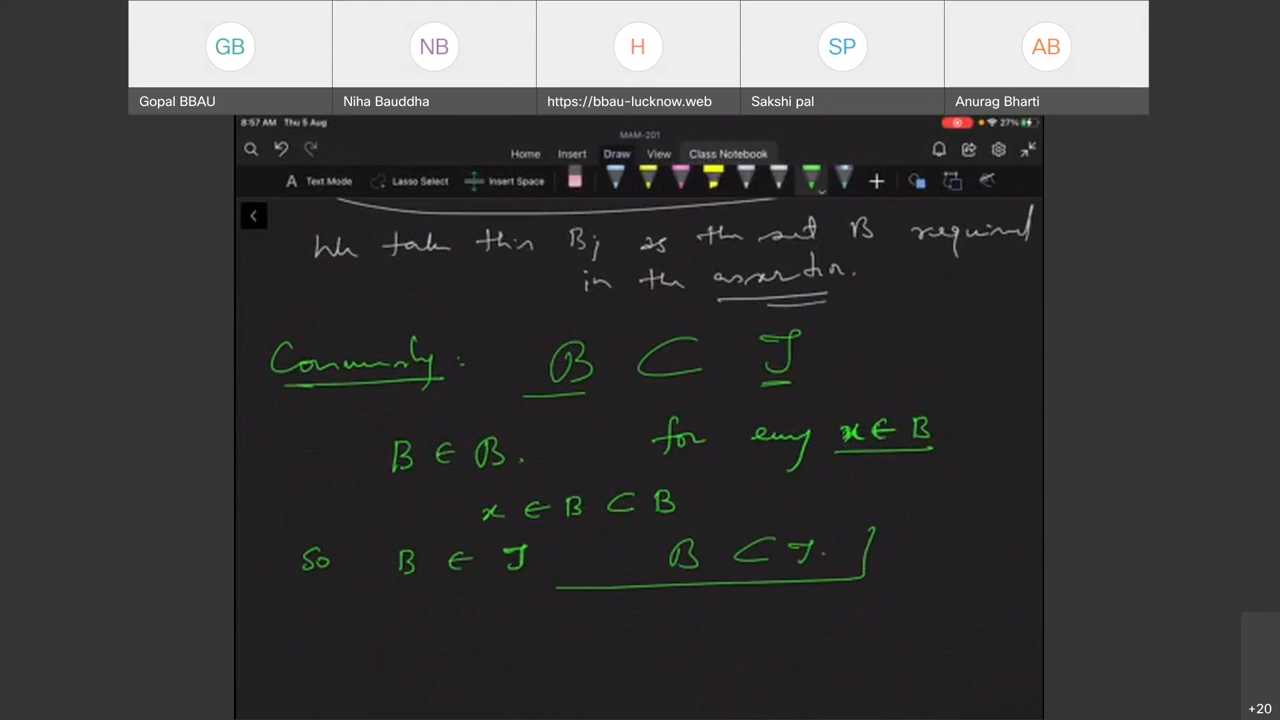 GB NB H SP AB
Gopal BBAU Niha Bauddha https://bbau-lucknow.web Sakshi pal Anurag Bharti
8:57 AM Thu 5 Aug 27%
MAM-201
Home Insert Draw View Class Notebook
A Text Mode Lasso Select Insert Space
We take this Bj as the set B required
in the assertion.
Conversely: B ⊂ J
B ∈ B. for any x ∈ B
x ∈ B ⊂ B
So B ∈ J B ⊂ J.
+20